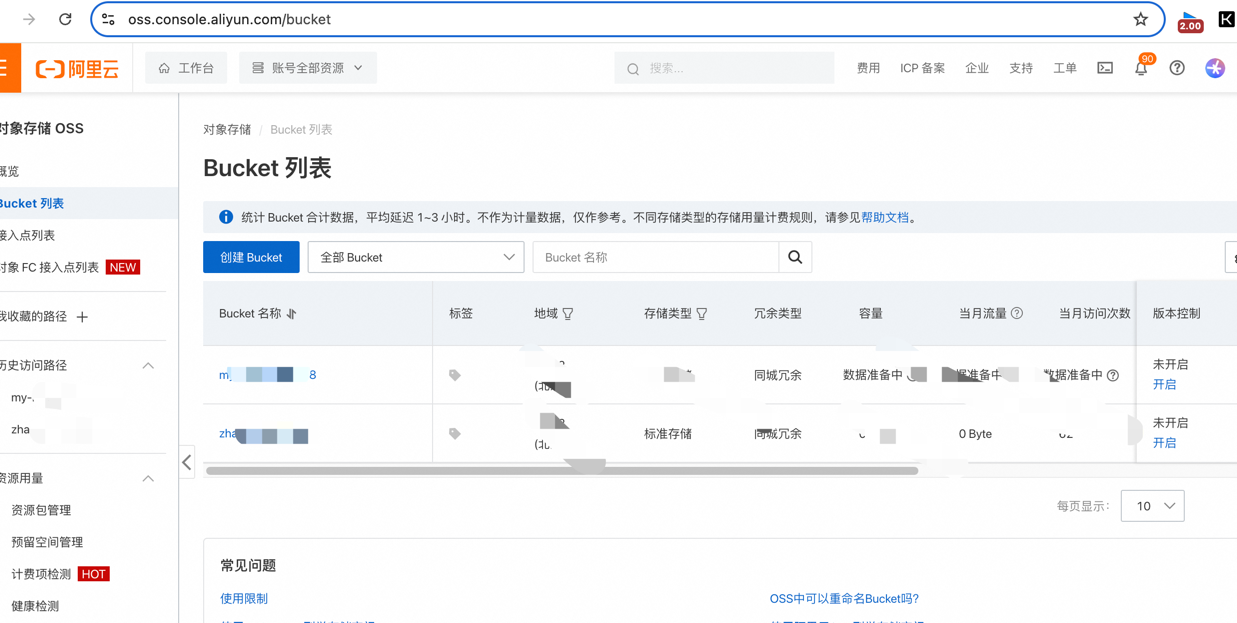 oss.console.aliyun.com/bucket
2.00
K
阿里云
工作台
账号全部资源
搜索...
费用
ICP 备案
企业
支持
工单
90
对象存储 OSS
概览
Bucket 列表
接入点列表
对象 FC 接入点列表 NEW
我收藏的路径
历史访问路径
my-
zha
资源用量
资源包管理
预留空间管理
计费项检测 HOT
健康检测
对象存储 / Bucket 列表
Bucket 列表
统计 Bucket 合计数据，平均延迟 1~3 小时。不作为计量数据，仅作参考。不同存储类型的存储用量计费规则，请参见帮助文档。
创建 Bucket
全部 Bucket
Bucket 名称
Bucket 名称 标签 地域 存储类型 冗余类型 容量 当月流量 当月访问次数 版本控制
8 同城冗余 数据准备中 数据准备中 未开启
开启
zha 标准存储 同城冗余 0 Byte 未开启
开启
每页显示：
10
常见问题
使用限制
OSS中可以重命名Bucket吗?